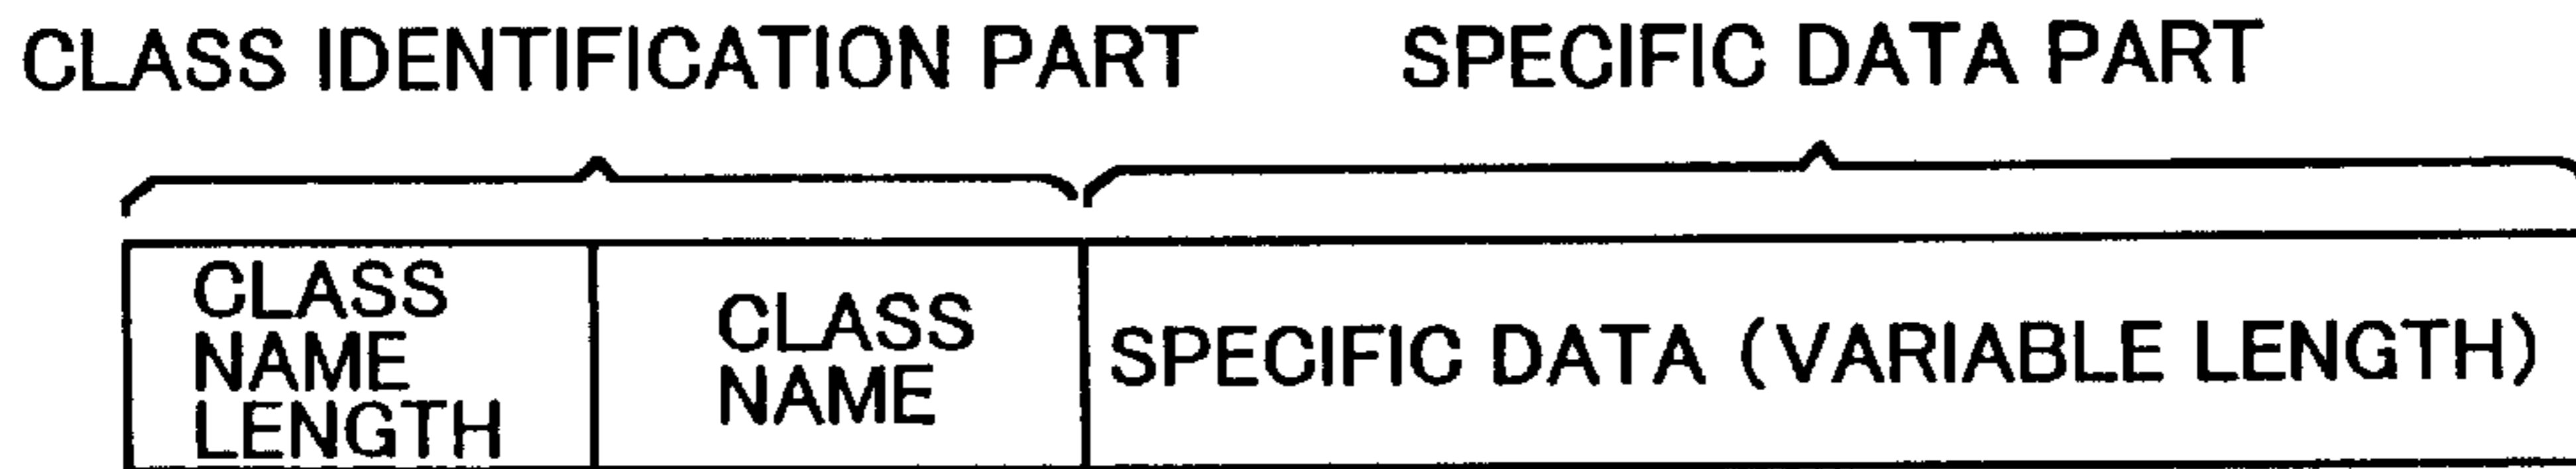 CLASS IDENTIFICATION PART
SPECIFIC DATA PART
CLASS
NAME
LENGTH
CLASS
NAME
SPECIFIC DATA (VARIABLE LENGTH)